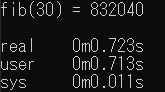 fib(30) = 832040
real 0m0.723s
user 0m0.713s
sys 0m0.011s